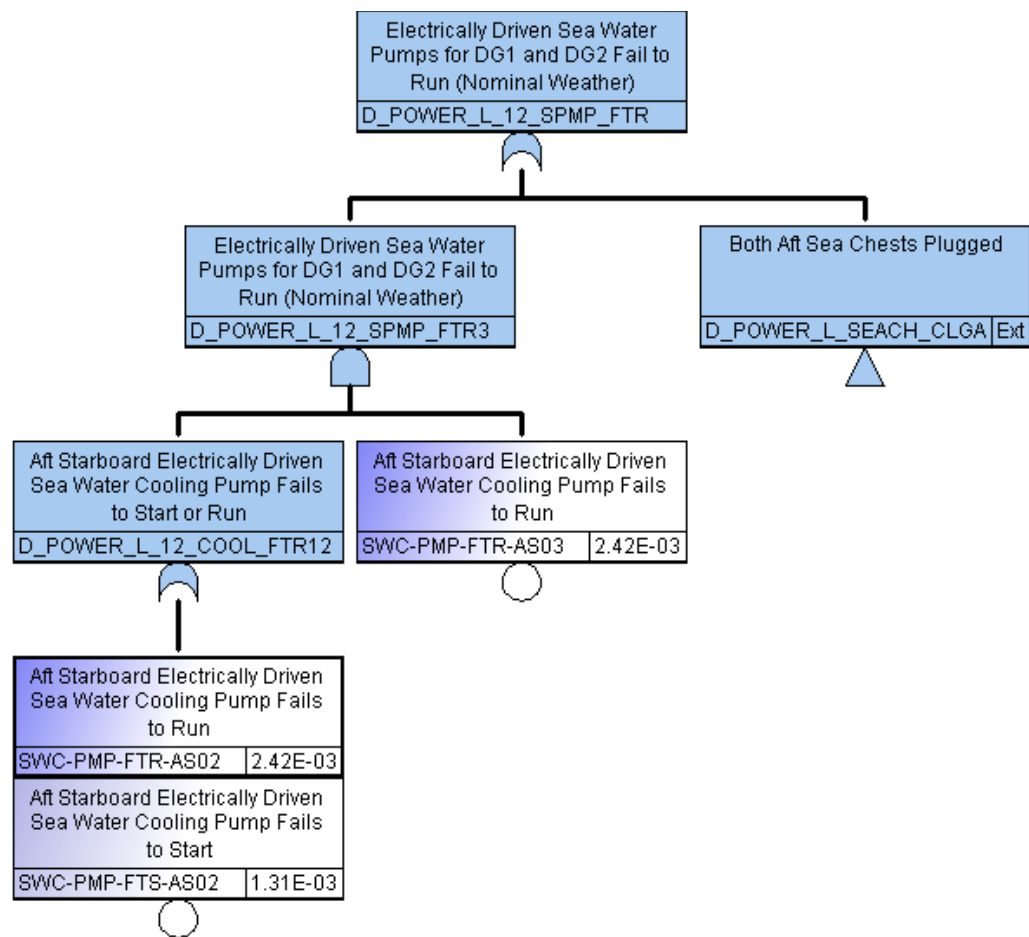 Electrically Driven Sea Water
Pumps for DG1 and DG2 Fail to
Run (Nominal Weather)
D_POWER_L_12_SPMP_FTR
Electrically Driven Sea Water
Pumps for DG1 and DG2 Fail to
Run (Nominal Weather)
D_POWER_L_12_SPMP_FTR3
Both Aft Sea Chests Plugged
D_POWER_L_SEACH_CLGA Ext
Aft Starboard Electrically Driven
Sea Water Cooling Pump Fails
to Start or Run
D_POWER_L_12_COOL_FTR12
Aft Starboard Electrically Driven
Sea Water Cooling Pump Fails
to Run
SWC-PMP-FTR-AS03 2.42E-03
Aft Starboard Electrically Driven
Sea Water Cooling Pump Fails
to Run
SWC-PMP-FTR-AS02 2.42E-03
Aft Starboard Electrically Driven
Sea Water Cooling Pump Fails
to Start
SWC-PMP-FTS-AS02 1.31E-03